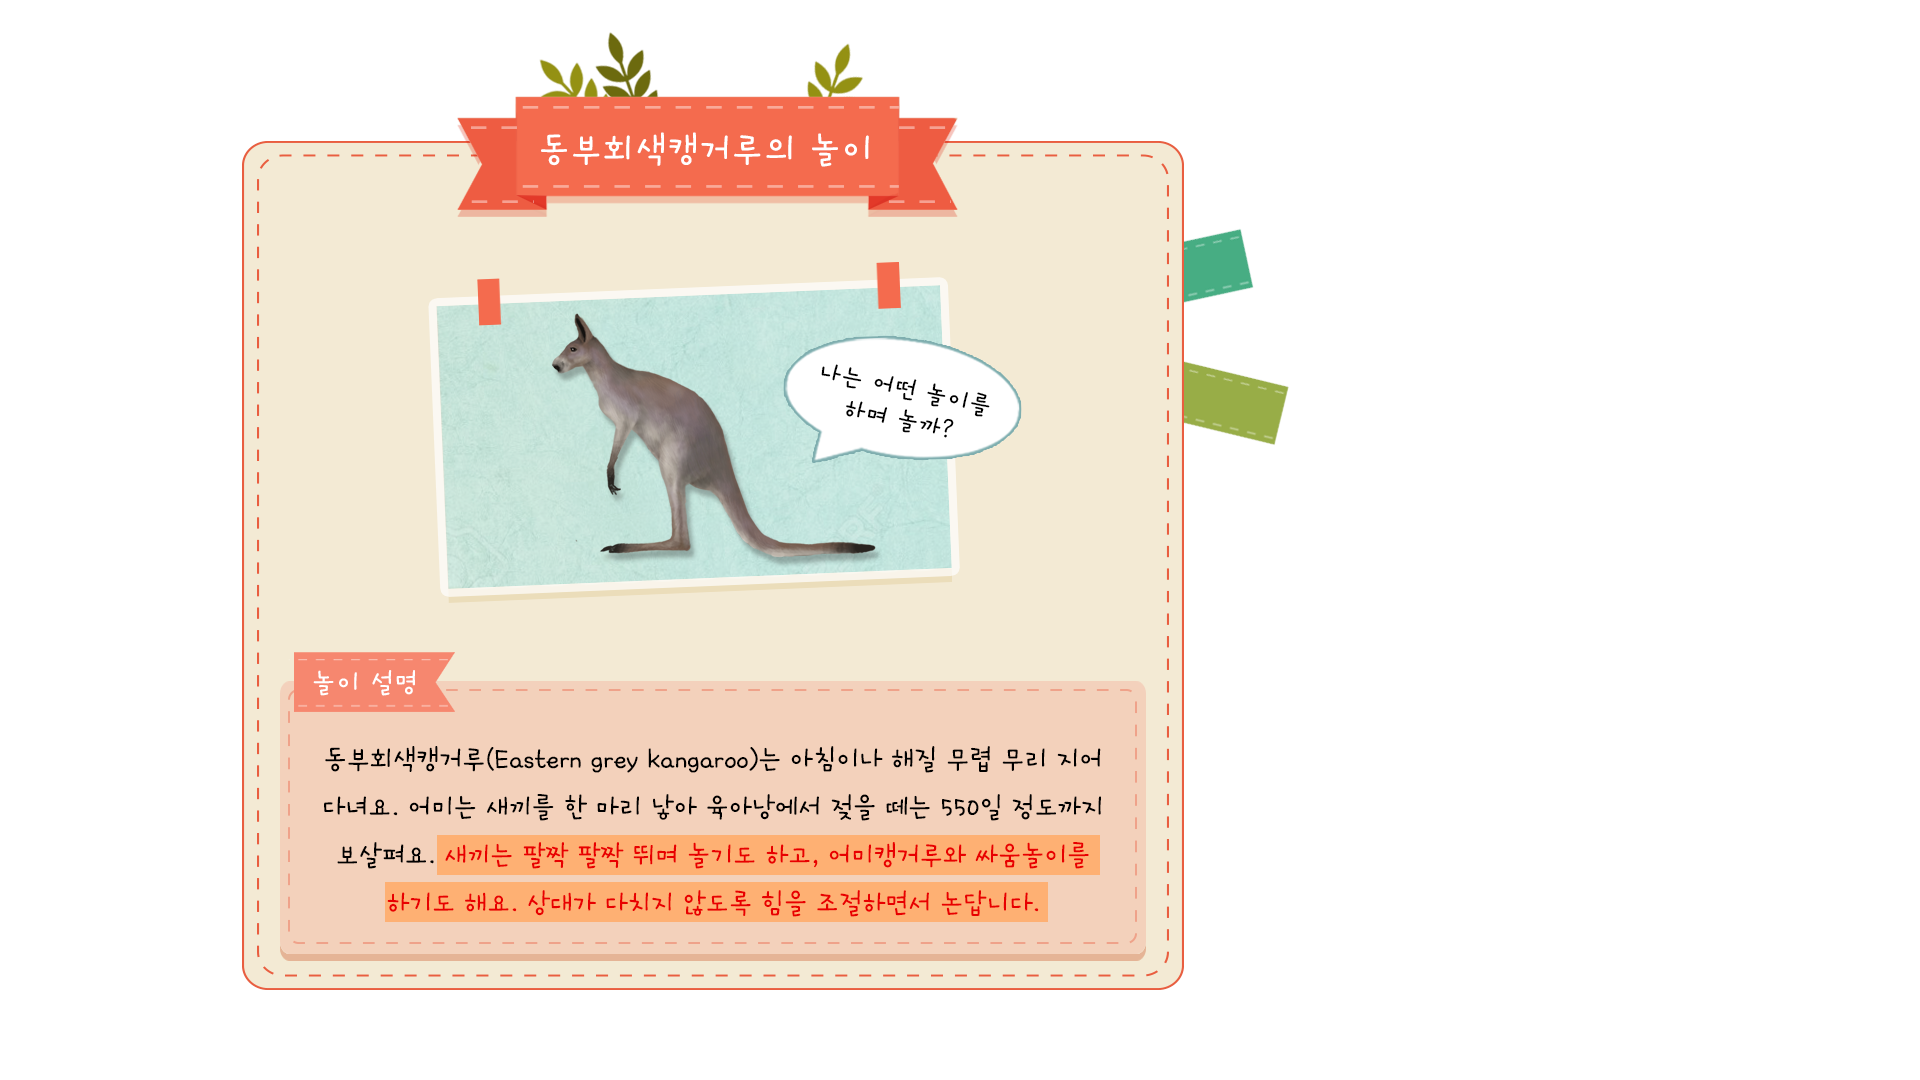 동부회색캥거루의 놀이
나는 어떤 놀이를
하며 놀까?
놀이 설명
동부회색캥거루(Eastern grey kangaroo)는 아침이나 해질 무렵 무리 지어
다녀요. 어미는 새끼를 한 마리 낳아 육아낭에서 젖을 떼는 550일 정도까지
보살펴요. 새끼는 팔짝 팔짝 뛰며 놀기도 하고, 어미캥거루와 싸움놀이를
하기도 해요. 상대가 다치지 않도록 힘을 조절하면서 논답니다.